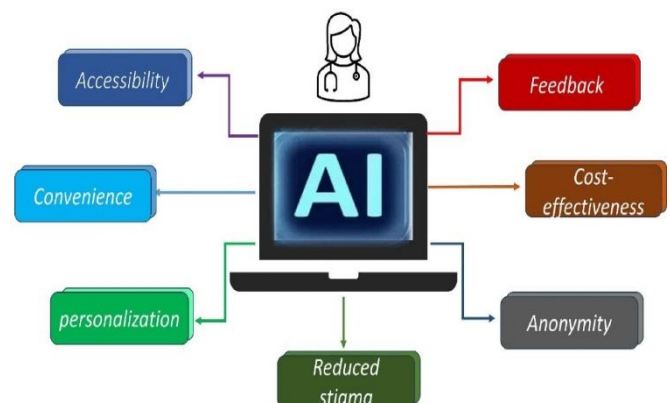 Accessibility
Feedback
AI
Convenience
Cost-
effectiveness
personalization
Anonymity
Reduced
stigma